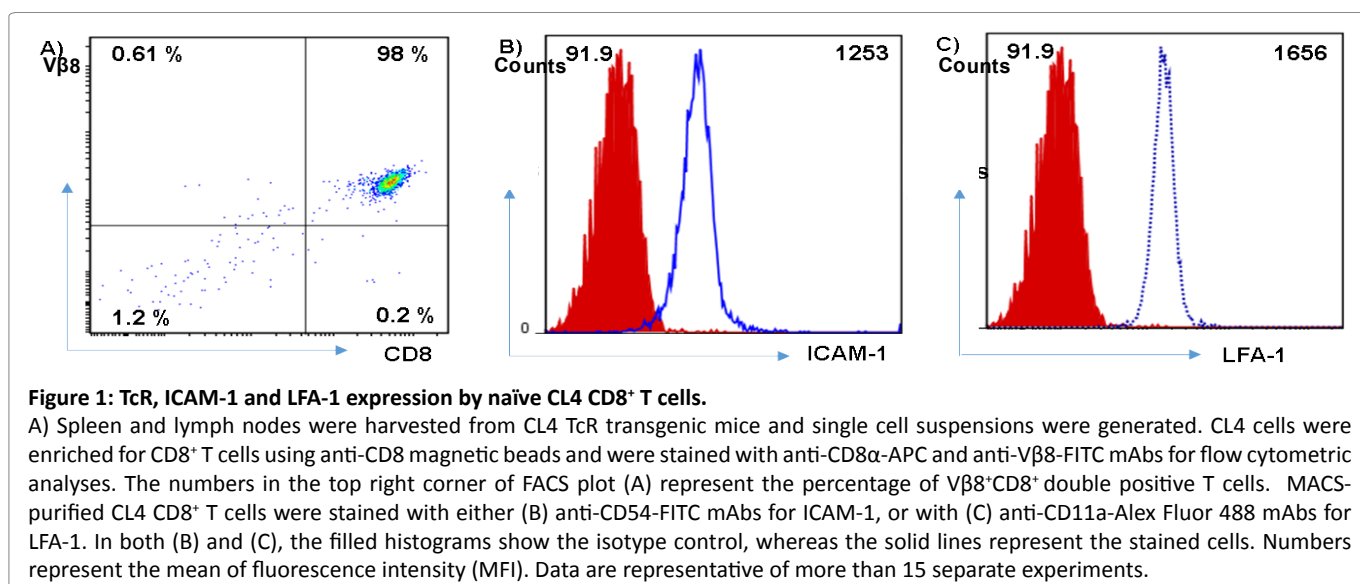 A)
Vβ8
0.61 %
98 %
1.2 %
0.2 %
CD8
B)
Counts
91.9
1253
0
ICAM-1
C)
Counts
91.9
1656
s
LFA-1
Figure 1: TcR, ICAM-1 and LFA-1 expression by naïve CL4 CD8⁺ T cells.
A) Spleen and lymph nodes were harvested from CL4 TcR transgenic mice and single cell suspensions were generated. CL4 cells were
enriched for CD8⁺ T cells using anti-CD8 magnetic beads and were stained with anti-CD8α-APC and anti-Vβ8-FITC mAbs for flow cytometric
analyses. The numbers in the top right corner of FACS plot (A) represent the percentage of Vβ8⁺CD8⁺ double positive T cells. MACS-
purified CL4 CD8⁺ T cells were stained with either (B) anti-CD54-FITC mAbs for ICAM-1, or with (C) anti-CD11a-Alex Fluor 488 mAbs for
LFA-1. In both (B) and (C), the filled histograms show the isotype control, whereas the solid lines represent the stained cells. Numbers
represent the mean of fluorescence intensity (MFI). Data are representative of more than 15 separate experiments.